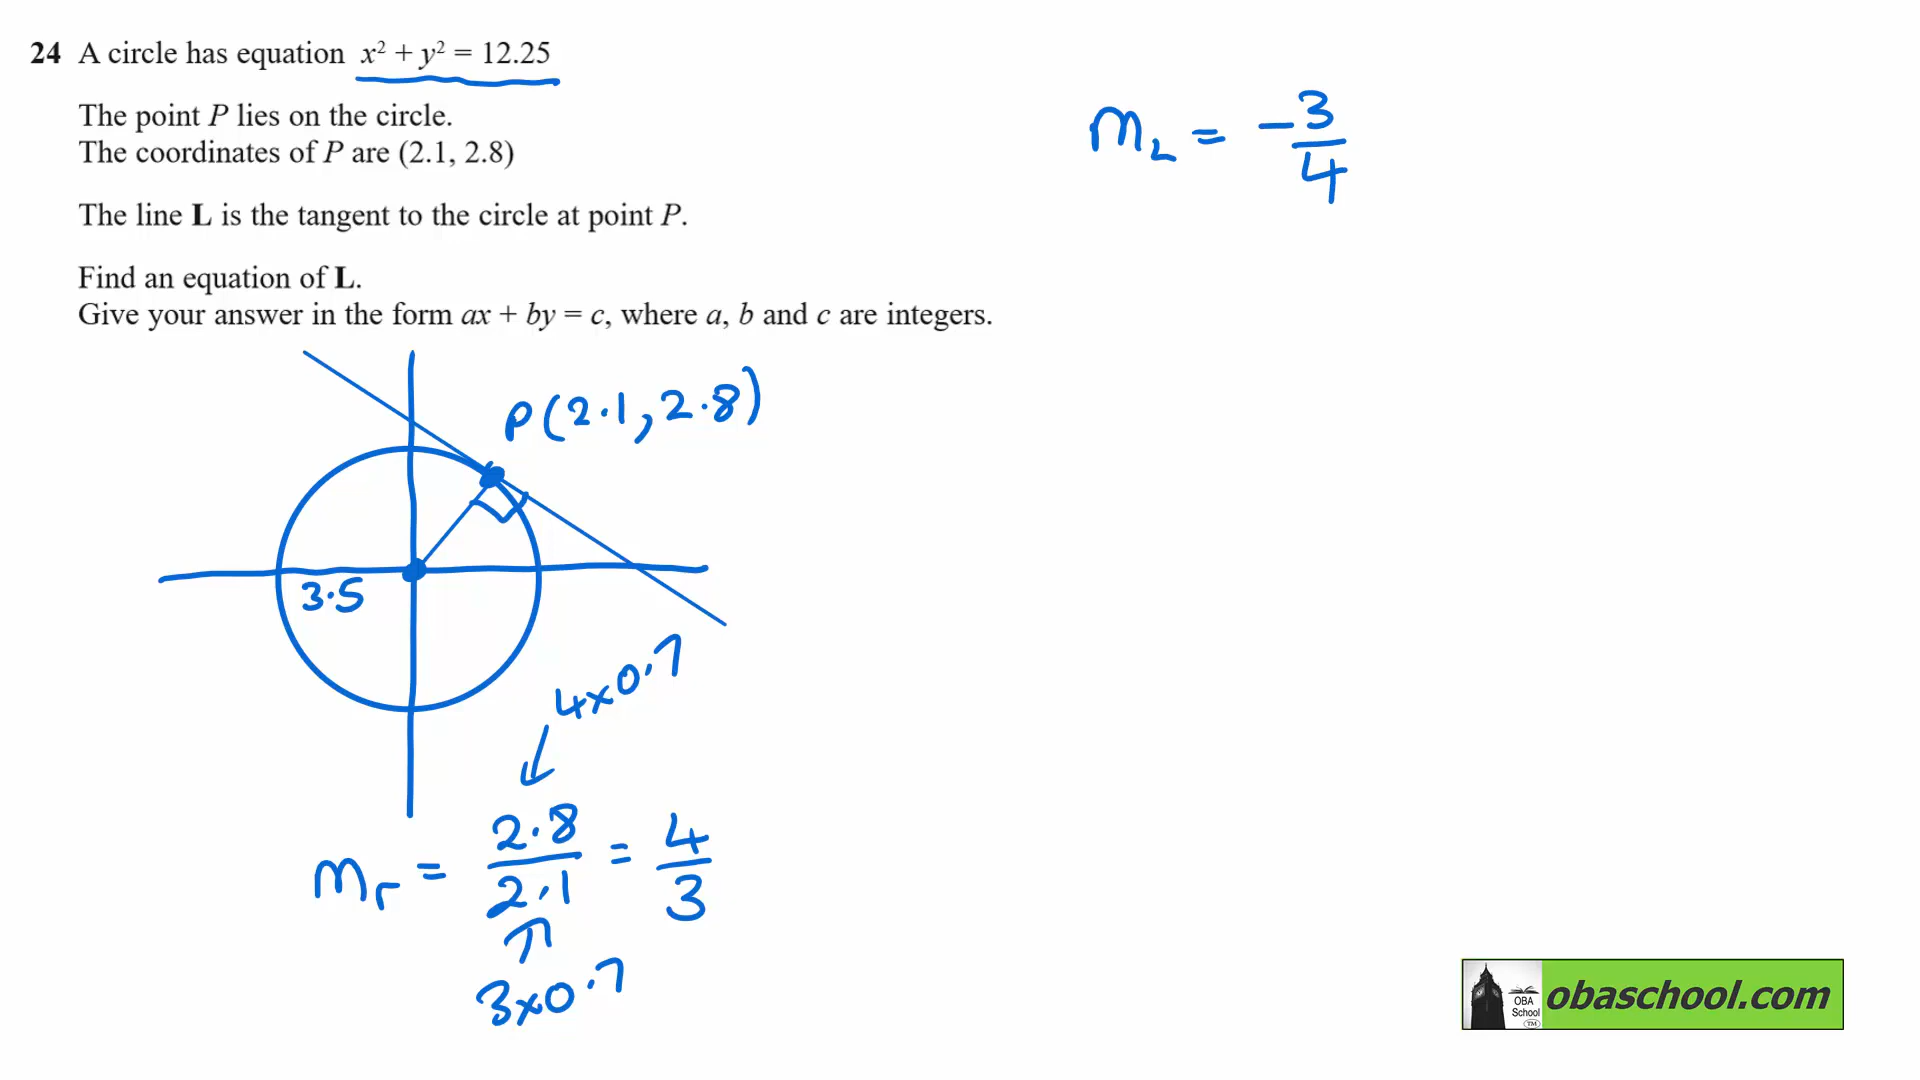 24 A circle has equation x² + y² = 12.25
The point P lies on the circle.
The coordinates of P are (2.1, 2.8)
The line L is the tangent to the circle at point P.
Find an equation of L.
Give your answer in the form ax + by = c, where a, b and c are integers.
P(2.1, 2.8)
3.5
4×0.7
m_r = 2.8/2.1 = 4/3
3×0.7
m_L = -3/4
OBA
School
TM
obaschool.com